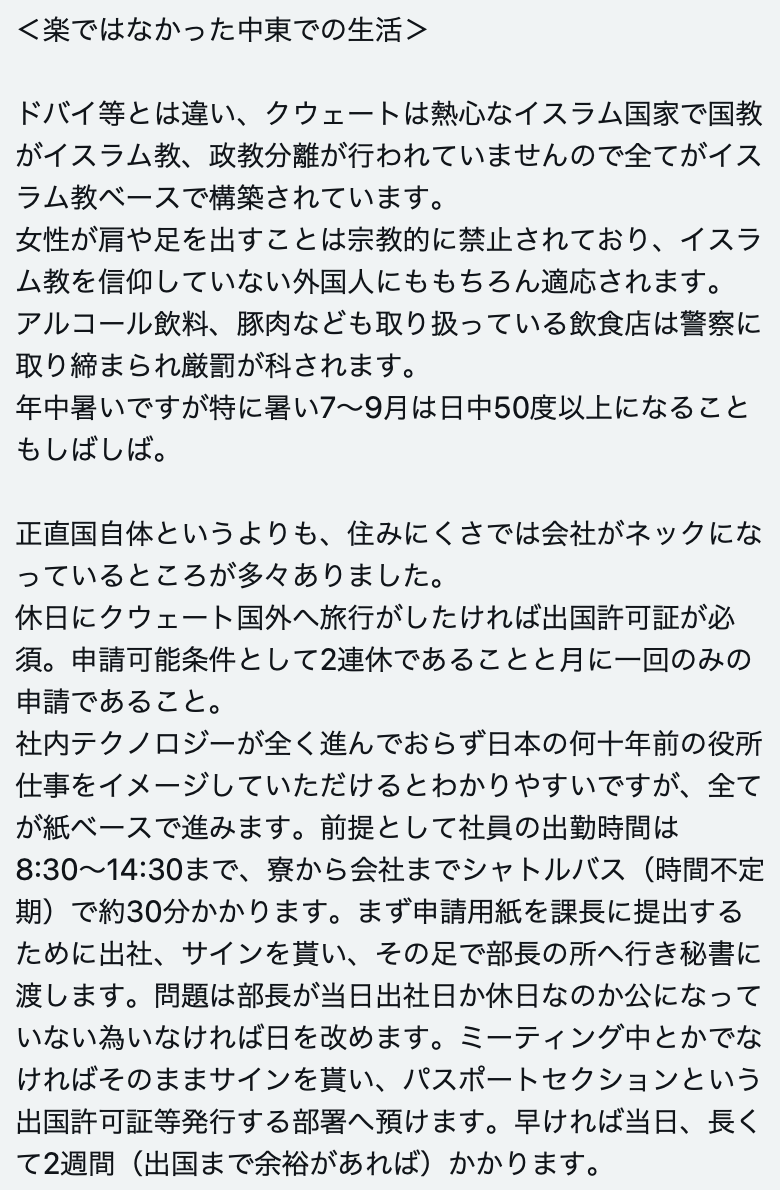 ＜楽ではなかった中東での生活＞
ドバイ等とは違い、クウェートは熱心なイスラム国家で国教
がイスラム教、政教分離が行われていませんので全てがイス
ラム教ベースで構築されています。
女性が肩や足を出すことは宗教的に禁止されており、イスラ
ム教を信仰していない外国人にももちろん適応されます。
アルコール飲料、豚肉なども取り扱っている飲食店は警察に
取り締まられ厳罰が科されます。
年中暑いですが特に暑い7〜9月は日中50度以上になること
もしばしば。
正直国自体というよりも、住みにくさでは会社がネックにな
っているところが多々ありました。
休日にクウェート国外へ旅行がしたければ出国許可証が必
須。申請可能条件として2連休であることと月に一回のみの
申請であること。
社内テクノロジーが全く進んでおらず日本の何十年前の役所
仕事をイメージしていただけるとわかりやすいですが、全て
が紙ベースで進みます。前提として社員の出勤時間は
8:30〜14:30まで、寮から会社までシャトルバス（時間不定
期）で約30分かかります。まず申請用紙を課長に提出する
ために出社、サインを貰い、その足で部長の所へ行き秘書に
渡します。問題は部長が当日出社日か休日なのか公になって
いない為いなければ日を改めます。ミーティング中とかでな
ければそのままサインを貰い、パスポートセクションという
出国許可証等発行する部署へ預けます。早ければ当日、長く
て2週間（出国まで余裕があれば）かかります。